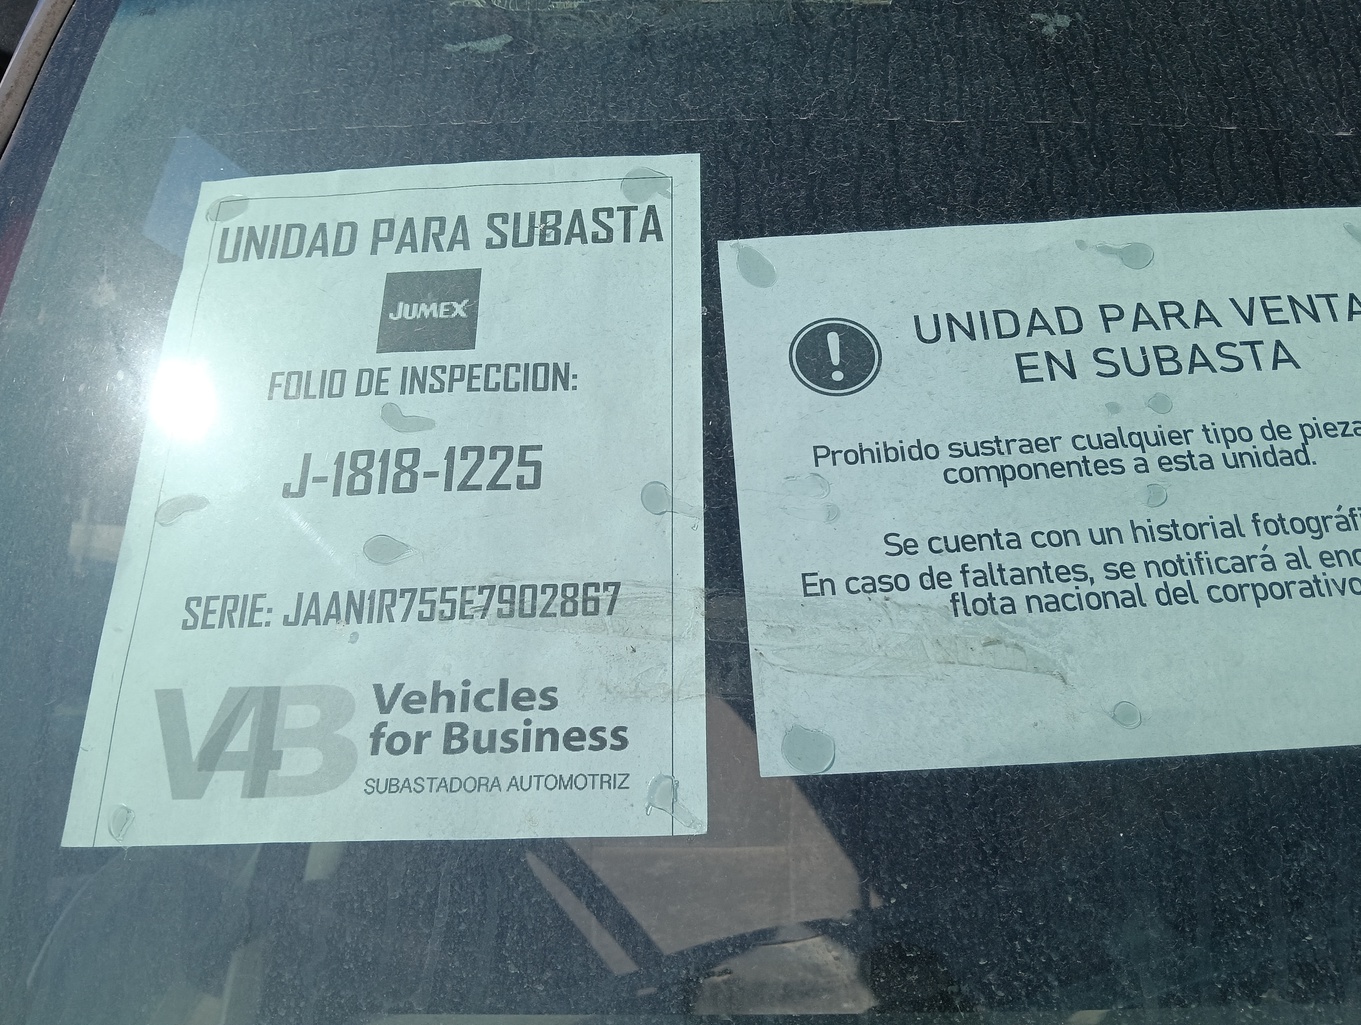 UNIDAD PARA SUBASTA
JUMEX
FOLIO DE INSPECCION:
J-1818-1225
SERIE: JAAN1R755E7902867
V4B
Vehicles
for Business
SUBASTADORA AUTOMOTRIZ
!
UNIDAD PARA VENTA
EN SUBASTA
Prohibido sustraer cualquier tipo de pieza
componentes a esta unidad.
Se cuenta con un historial fotográfi
En caso de faltantes, se notificará al enc
flota nacional del corporativo